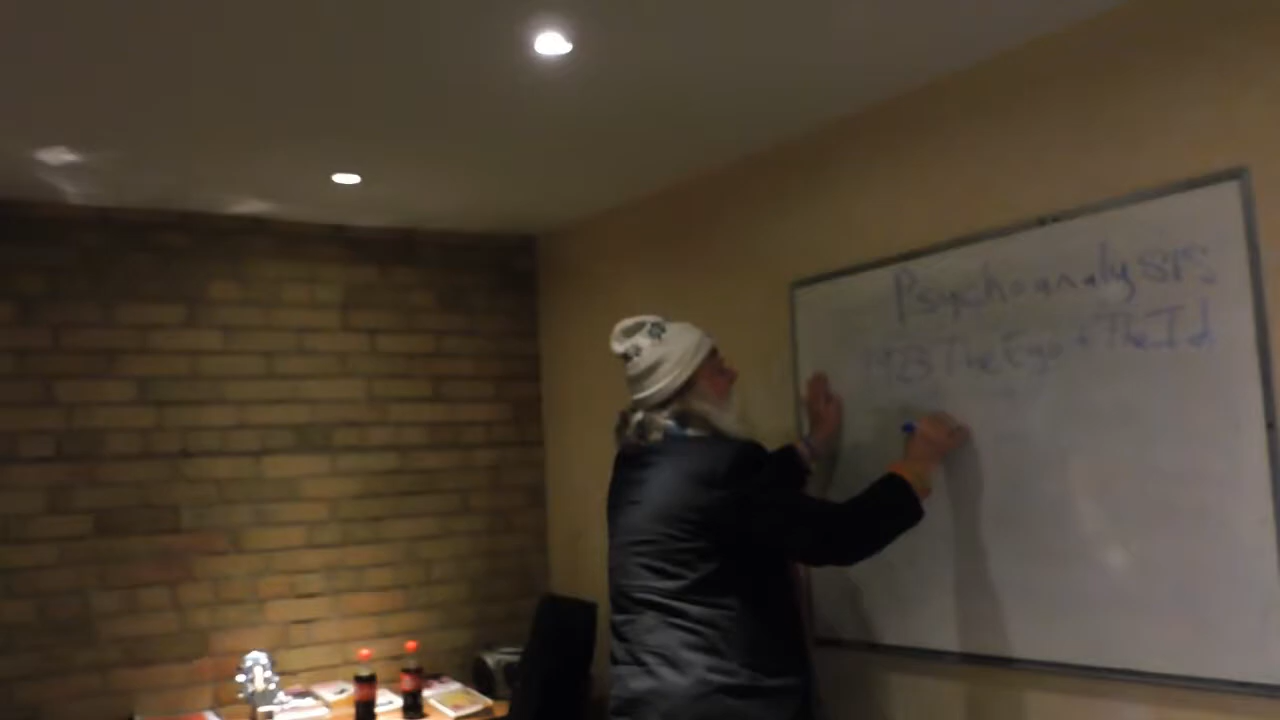 Psychoanalysis
1923 The Ego + The Id